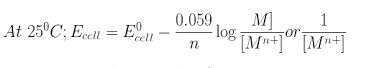 At 25⁰C; E_cell = E⁰_cell − 0.059/n log M]/[Mⁿ⁺] or 1/[Mⁿ⁺]